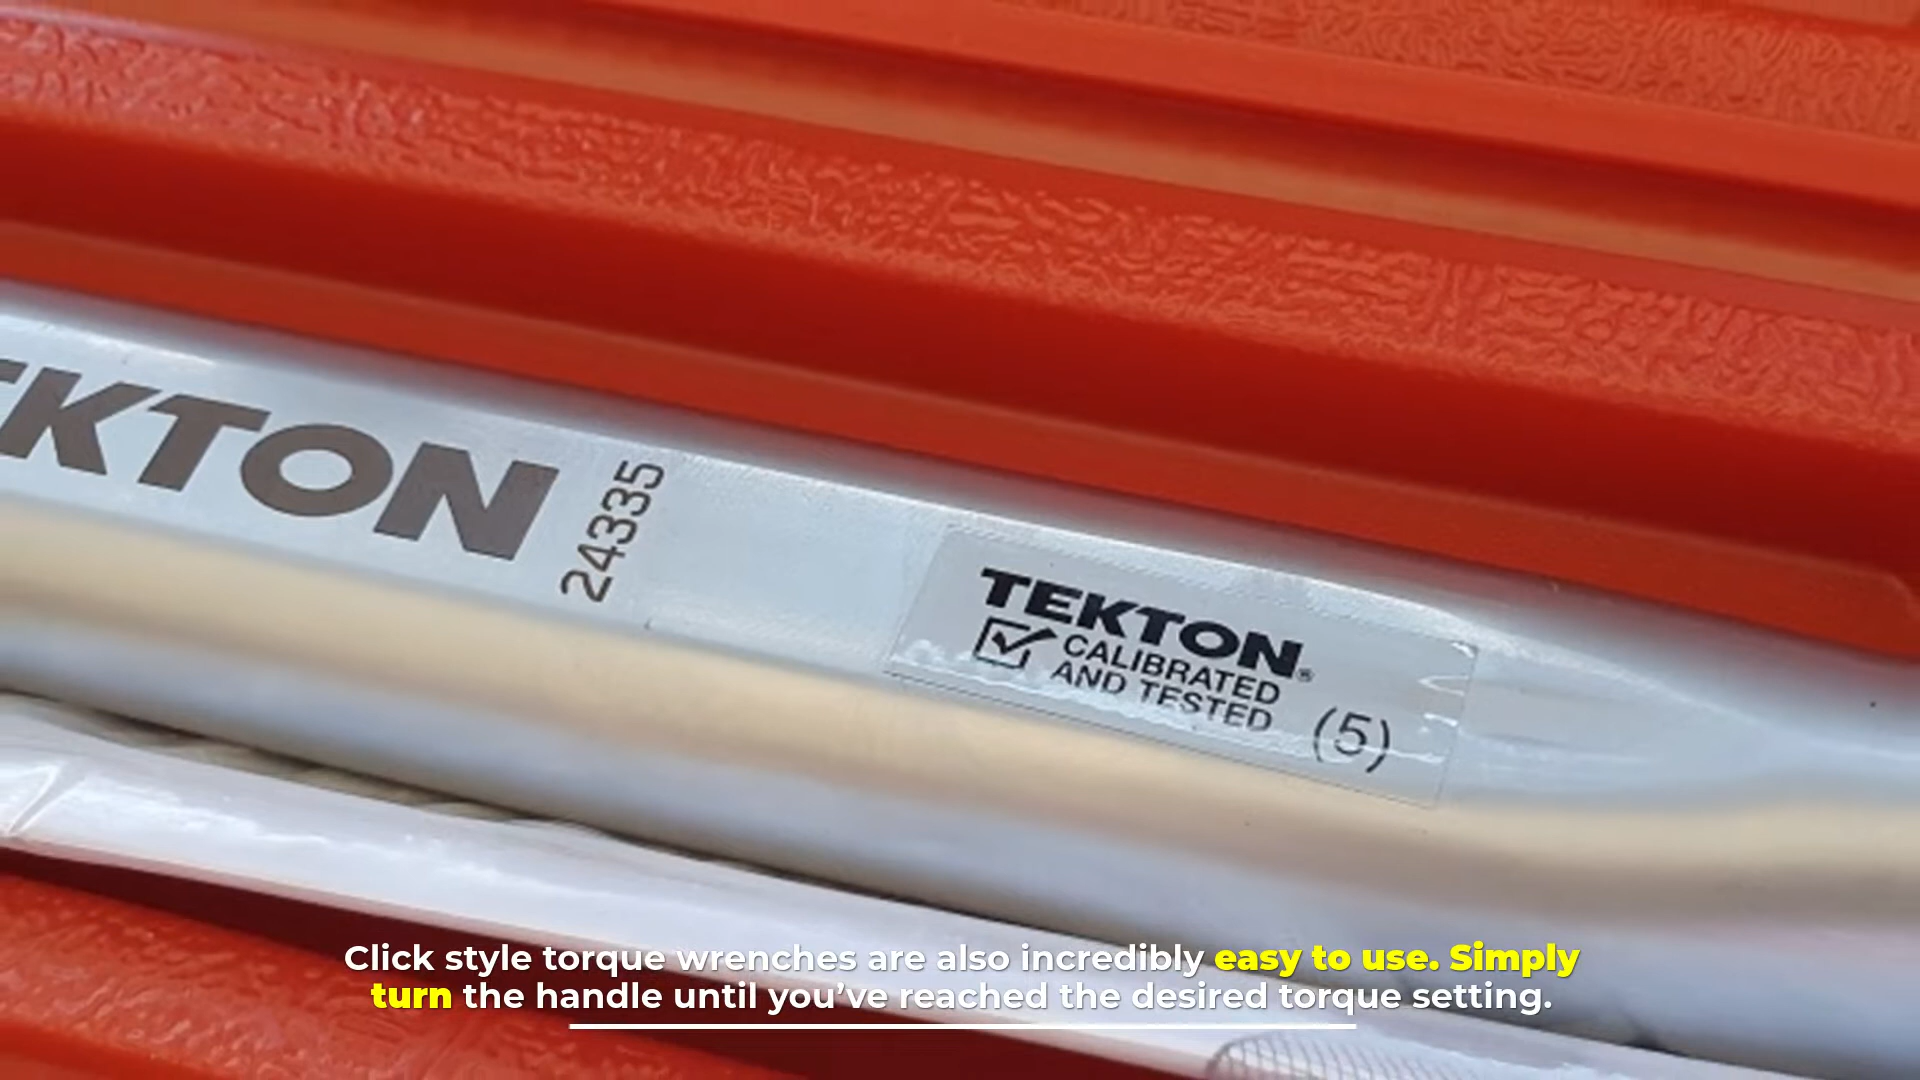 EKTON
24335
TEKTON®
CALIBRATED
AND TESTED
(5)
Click style torque wrenches are also incredibly easy to use. Simply
turn the handle until you’ve reached the desired torque setting.